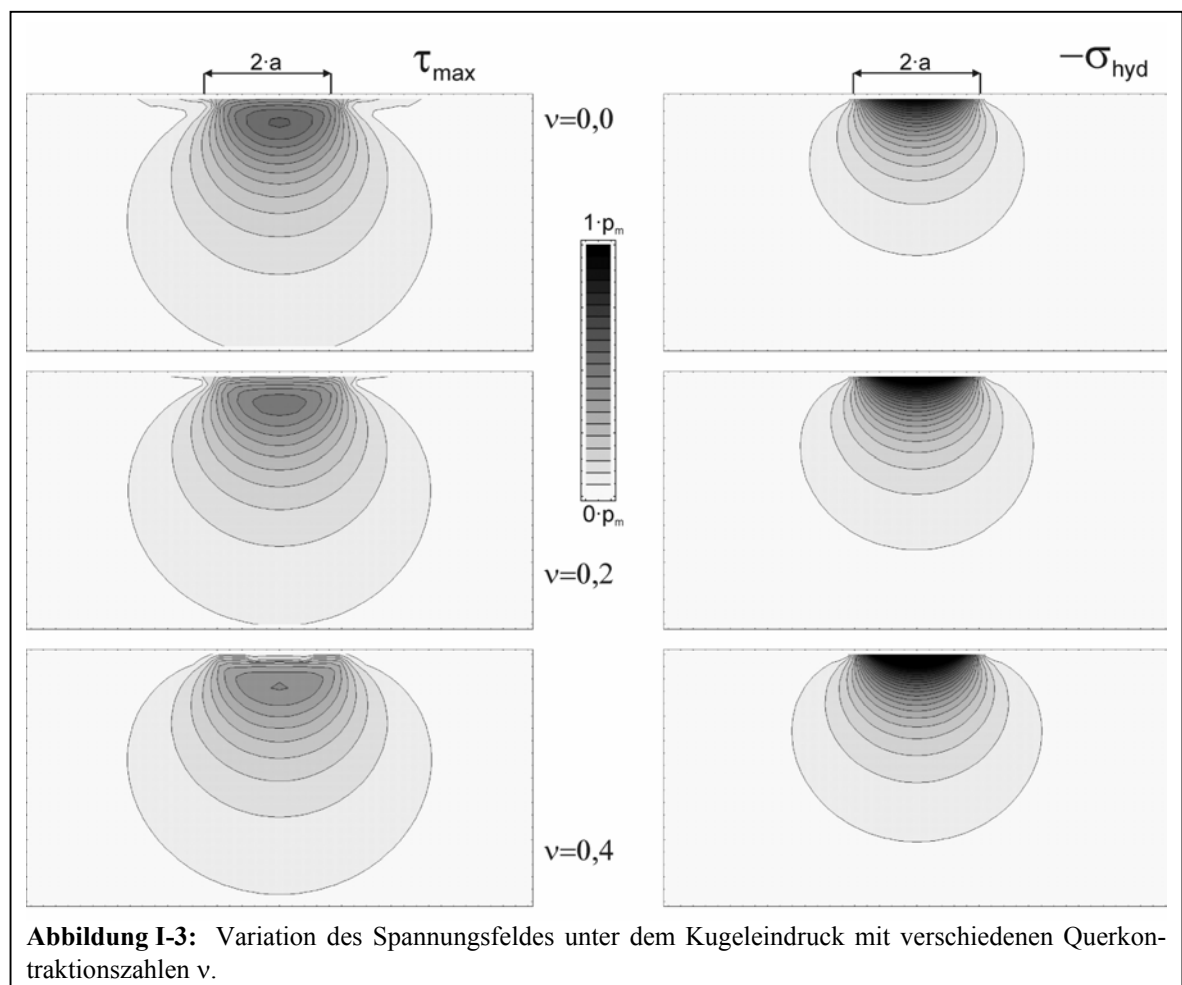 2·a
τmax
2·a
−σhyd
ν=0,0
1·pm
0·pm
ν=0,2
ν=0,4
Abbildung I-3: Variation des Spannungsfeldes unter dem Kugeleindruck mit verschiedenen Querkon-
traktionszahlen ν.